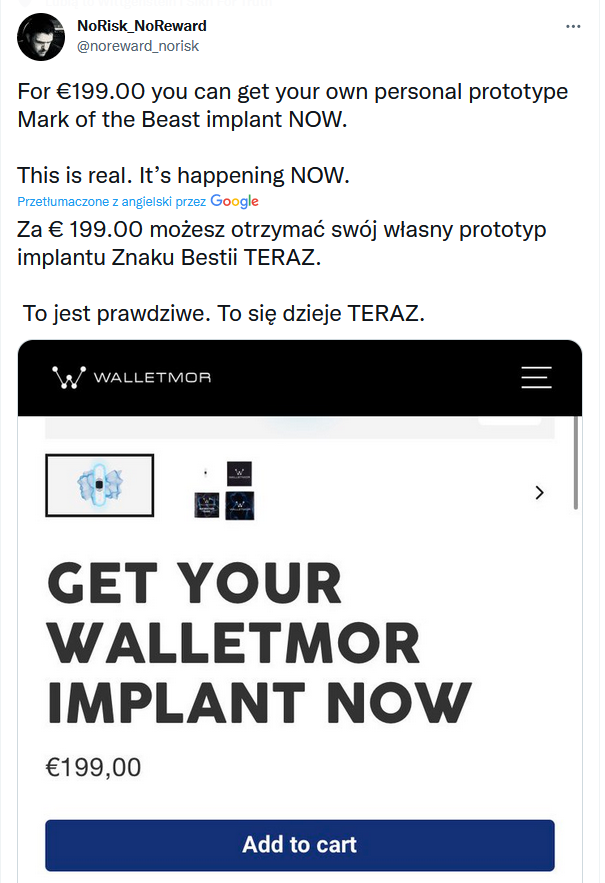 NoRisk_NoReward
@noreward_norisk
For €199.00 you can get your own personal prototype
Mark of the Beast implant NOW.
This is real. It's happening NOW.
Przetłumaczone z angielski przez Google
Za € 199.00 możesz otrzymać swój własny prototyp
implantu Znaku Bestii TERAZ.
To jest prawdziwe. To się dzieje TERAZ.
WALLETMOR
GET YOUR
WALLETMOR
IMPLANT NOW
€199,00
Add to cart